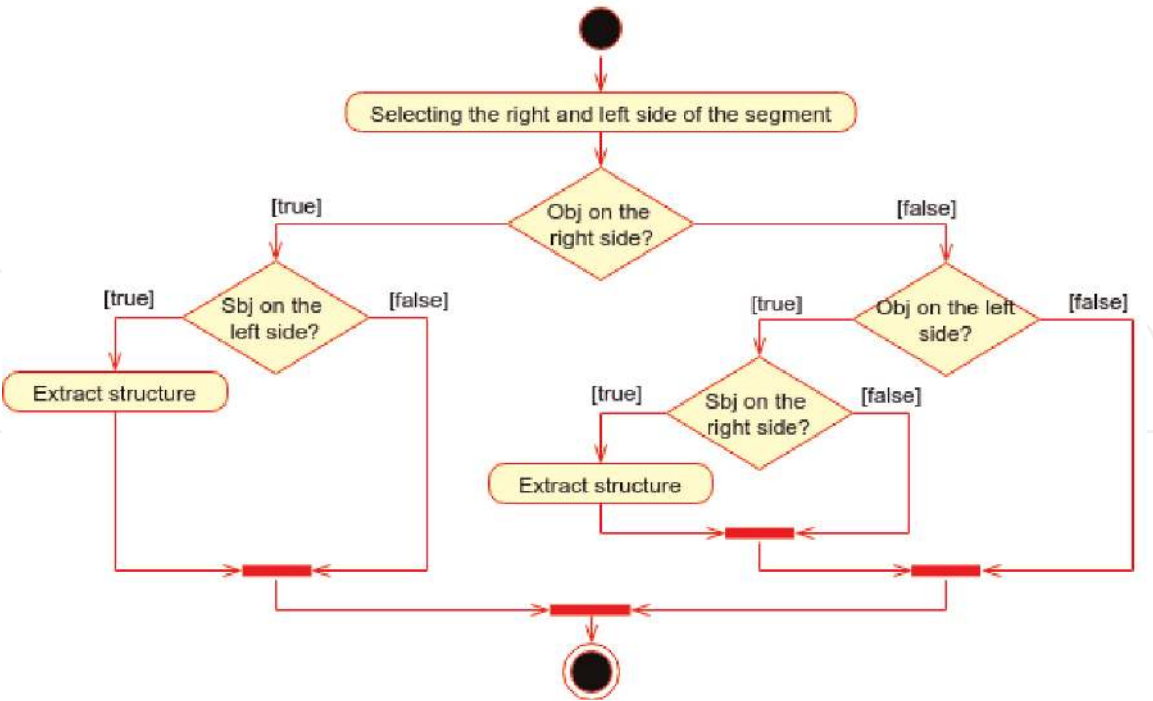 Selecting the right and left side of the segment
[true]
Obj on the
right side?
[false]
[true]
Sbj on the
left side?
[false]
[true]
Obj on the left
side?
[false]
Extract structure
[true]
Sbj on the
right side?
[false]
Extract structure